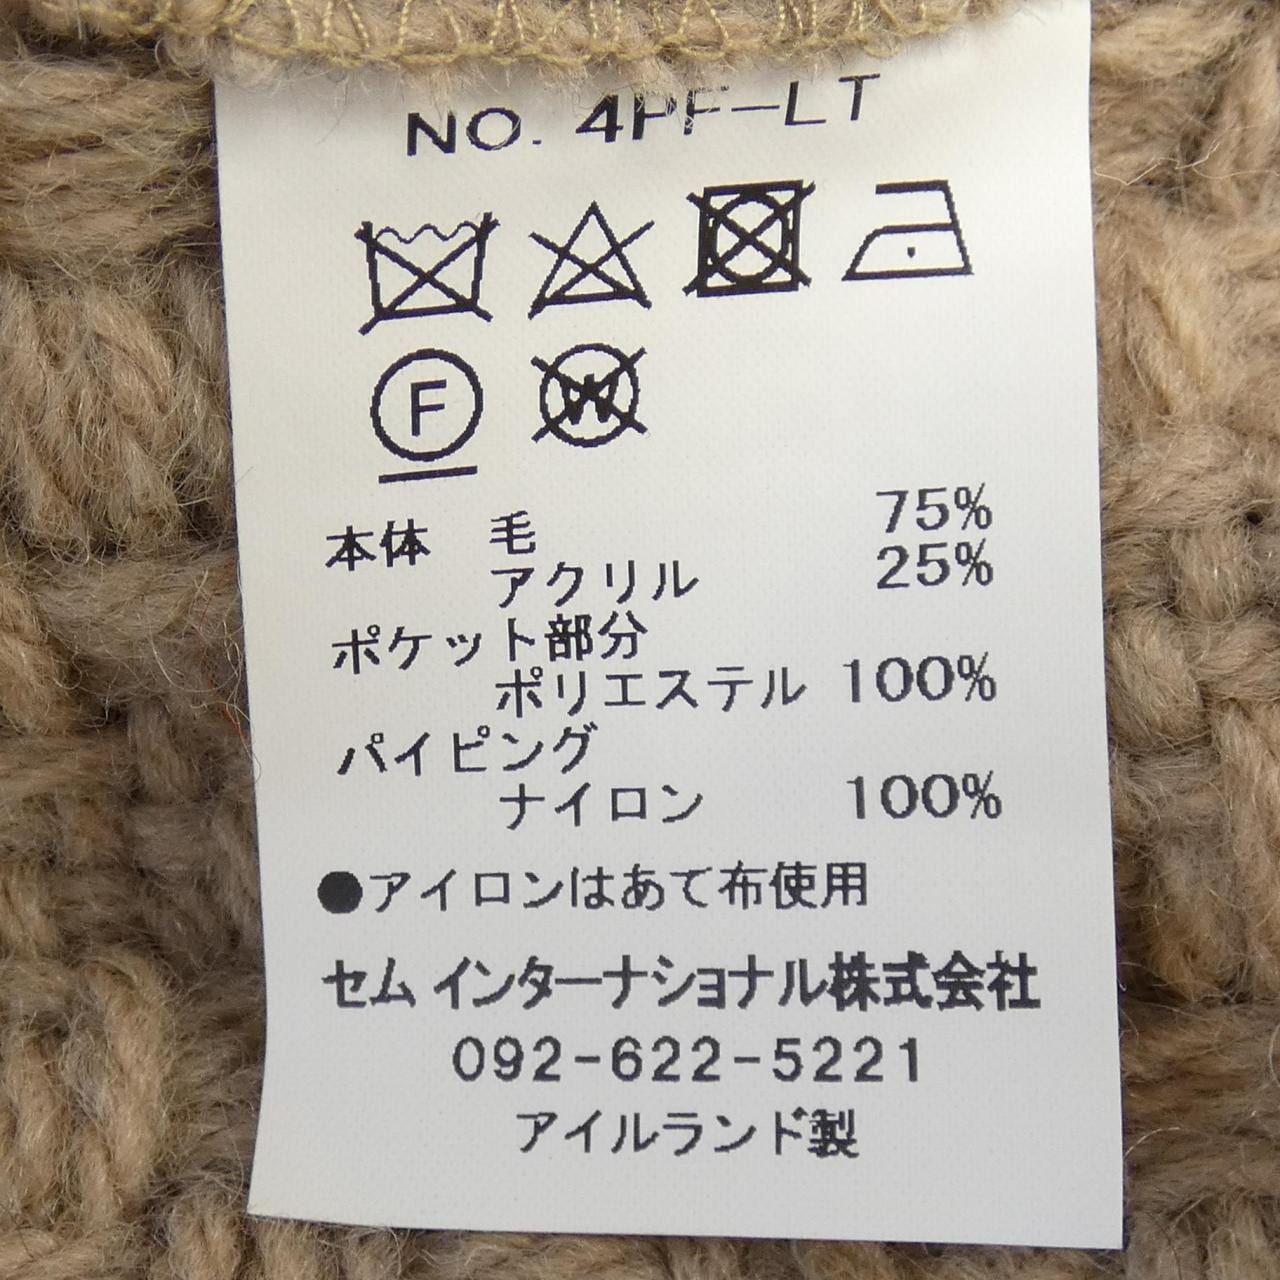 NO. 4PF-LT
F
W
本体 毛 75%
アクリル 25%
ポケット部分
ポリエステル 100%
パイピング
ナイロン 100%
●アイロンはあて布使用
セム インターナショナル株式会社
092-622-5221
アイルランド製